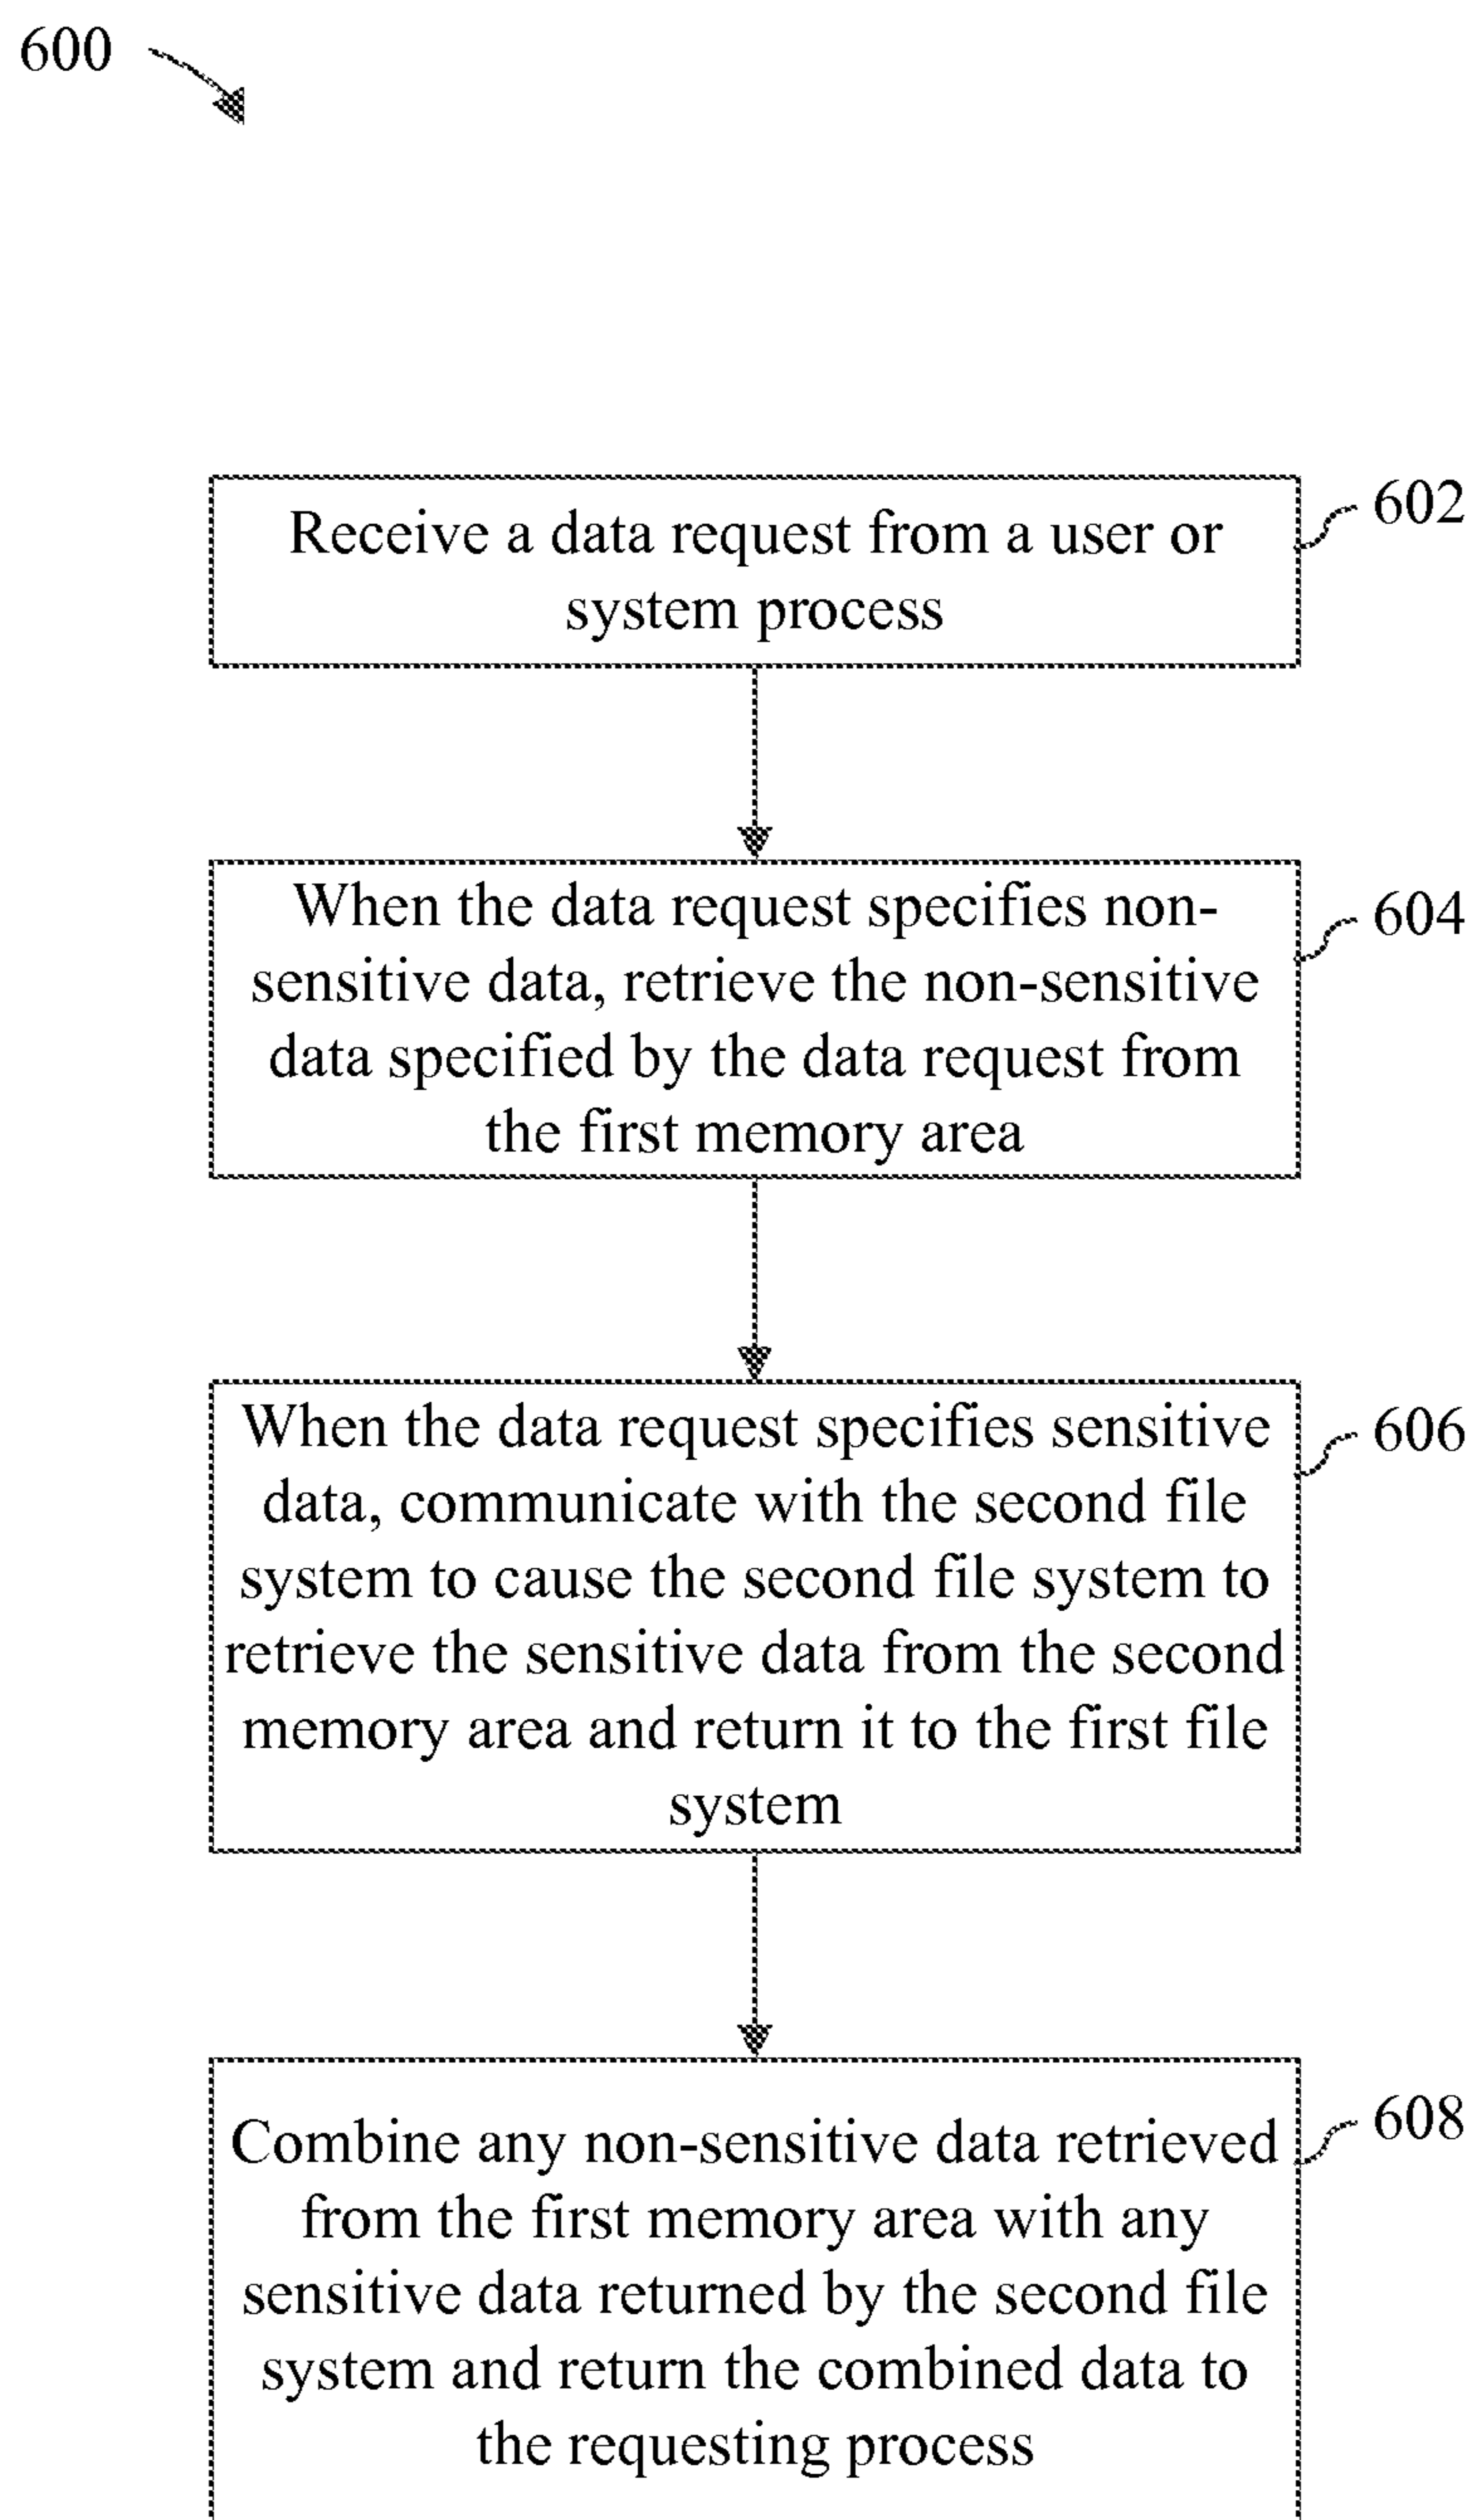 600
602
Receive a data request from a user or
system process
604
When the data request specifies non-
sensitive data, retrieve the non-sensitive
data specified by the data request from
the first memory area
606
When the data request specifies sensitive
data, communicate with the second file
system to cause the second file system to
retrieve the sensitive data from the second
memory area and return it to the first file
system
608
Combine any non-sensitive data retrieved
from the first memory area with any
sensitive data returned by the second file
system and return the combined data to
the requesting process